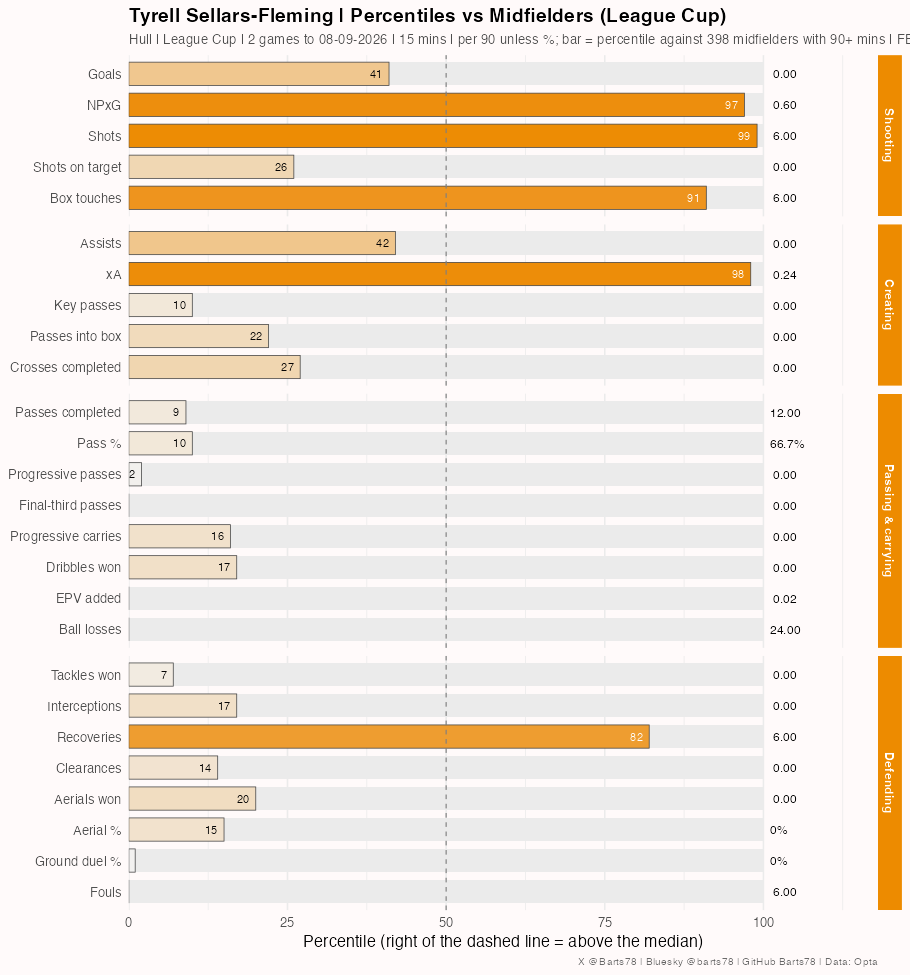 Tyrell Sellars-Fleming | Percentiles vs Midfielders (League Cup)
Hull | League Cup | 2 games to 08-09-2026 | 15 mins | per 90 unless %; bar = percentile against 398 midfielders with 90+ mins | FE
Goals 41 0.00
NPxG 97 0.60
Shots 99 6.00
Shots on target 26 0.00
Box touches 91 6.00
Shooting
Assists 42 0.00
xA 98 0.24
Key passes 10 0.00
Passes into box 22 0.00
Crosses completed 27 0.00
Creating
Passes completed 9 12.00
Pass % 10 66.7%
Progressive passes 2 0.00
Final-third passes 0.00
Progressive carries 16 0.00
Dribbles won 17 0.00
EPV added 0.02
Ball losses 24.00
Passing & carrying
Tackles won 7 0.00
Interceptions 17 0.00
Recoveries 82 6.00
Clearances 14 0.00
Aerials won 20 0.00
Aerial % 15 0%
Ground duel % 0%
Fouls 6.00
Defending
0 25 50 75 100
Percentile (right of the dashed line = above the median)
X @Barts78 | Bluesky @barts78 | GitHub Barts78 | Data: Opta